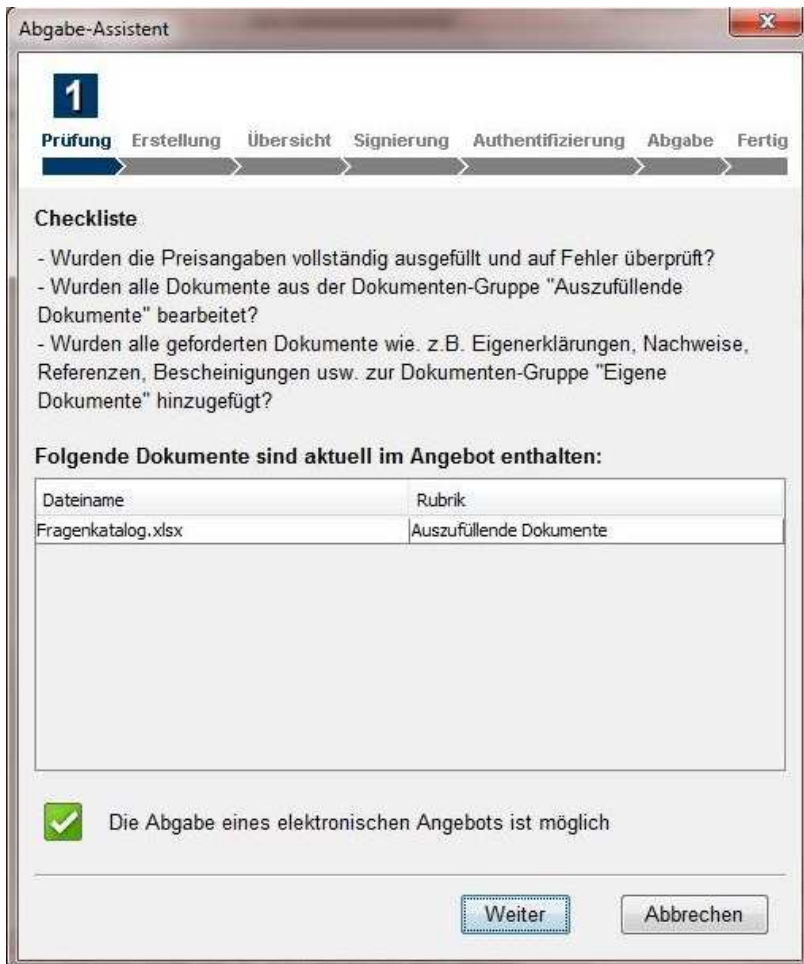 Abgabe-Assistent
1
Prüfung Erstellung Übersicht Signierung Authentifizierung Abgabe Fertig
Checkliste
- Wurden die Preisangaben vollständig ausgefüllt und auf Fehler überprüft?
- Wurden alle Dokumente aus der Dokumenten-Gruppe "Auszufüllende
Dokumente" bearbeitet?
- Wurden alle geforderten Dokumente wie. z.B. Eigenerklärungen, Nachweise,
Referenzen, Bescheinigungen usw. zur Dokumenten-Gruppe "Eigene
Dokumente" hinzugefügt?
Folgende Dokumente sind aktuell im Angebot enthalten:
Dateiname Rubrik
Fragenkatalog.xlsx Auszufüllende Dokumente
Die Abgabe eines elektronischen Angebots ist möglich
Weiter Abbrechen